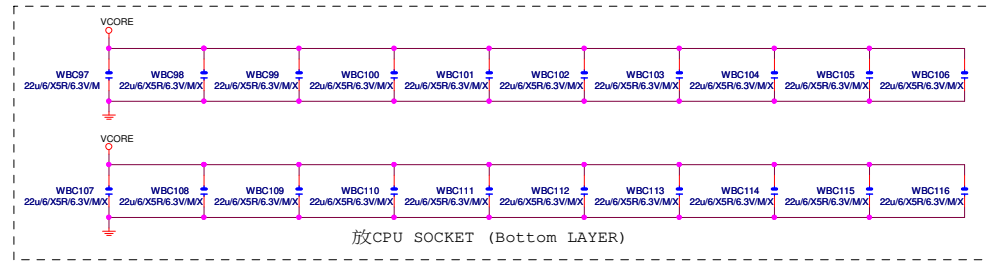 VCORE
WBC97 WBC98 WBC99 WBC100 WBC101 WBC102 WBC103 WBC104 WBC105 WBC106
22u/6/X5R/6.3V/M 22u/6/X5R/6.3V/M/X 22u/6/X5R/6.3V/M/X 22u/6/X5R/6.3V/M/X 22u/6/X5R/6.3V/M/X 22u/6/X5R/6.3V/M/X 22u/6/X5R/6.3V/M/X 22u/6/X5R/6.3V/M/X 22u/6/X5R/6.3V/M/X 22u/6/X5R/6.3V/M/X
VCORE
WBC107 WBC108 WBC109 WBC110 WBC111 WBC112 WBC113 WBC114 WBC115 WBC116
22u/6/X5R/6.3V/M/X 22u/6/X5R/6.3V/M/X 22u/6/X5R/6.3V/M/X 22u/6/X5R/6.3V/M/X 22u/6/X5R/6.3V/M/X 22u/6/X5R/6.3V/M/X 22u/6/X5R/6.3V/M/X 22u/6/X5R/6.3V/M/X 22u/6/X5R/6.3V/M/X 22u/6/X5R/6.3V/M/X
放CPU SOCKET (Bottom LAYER)